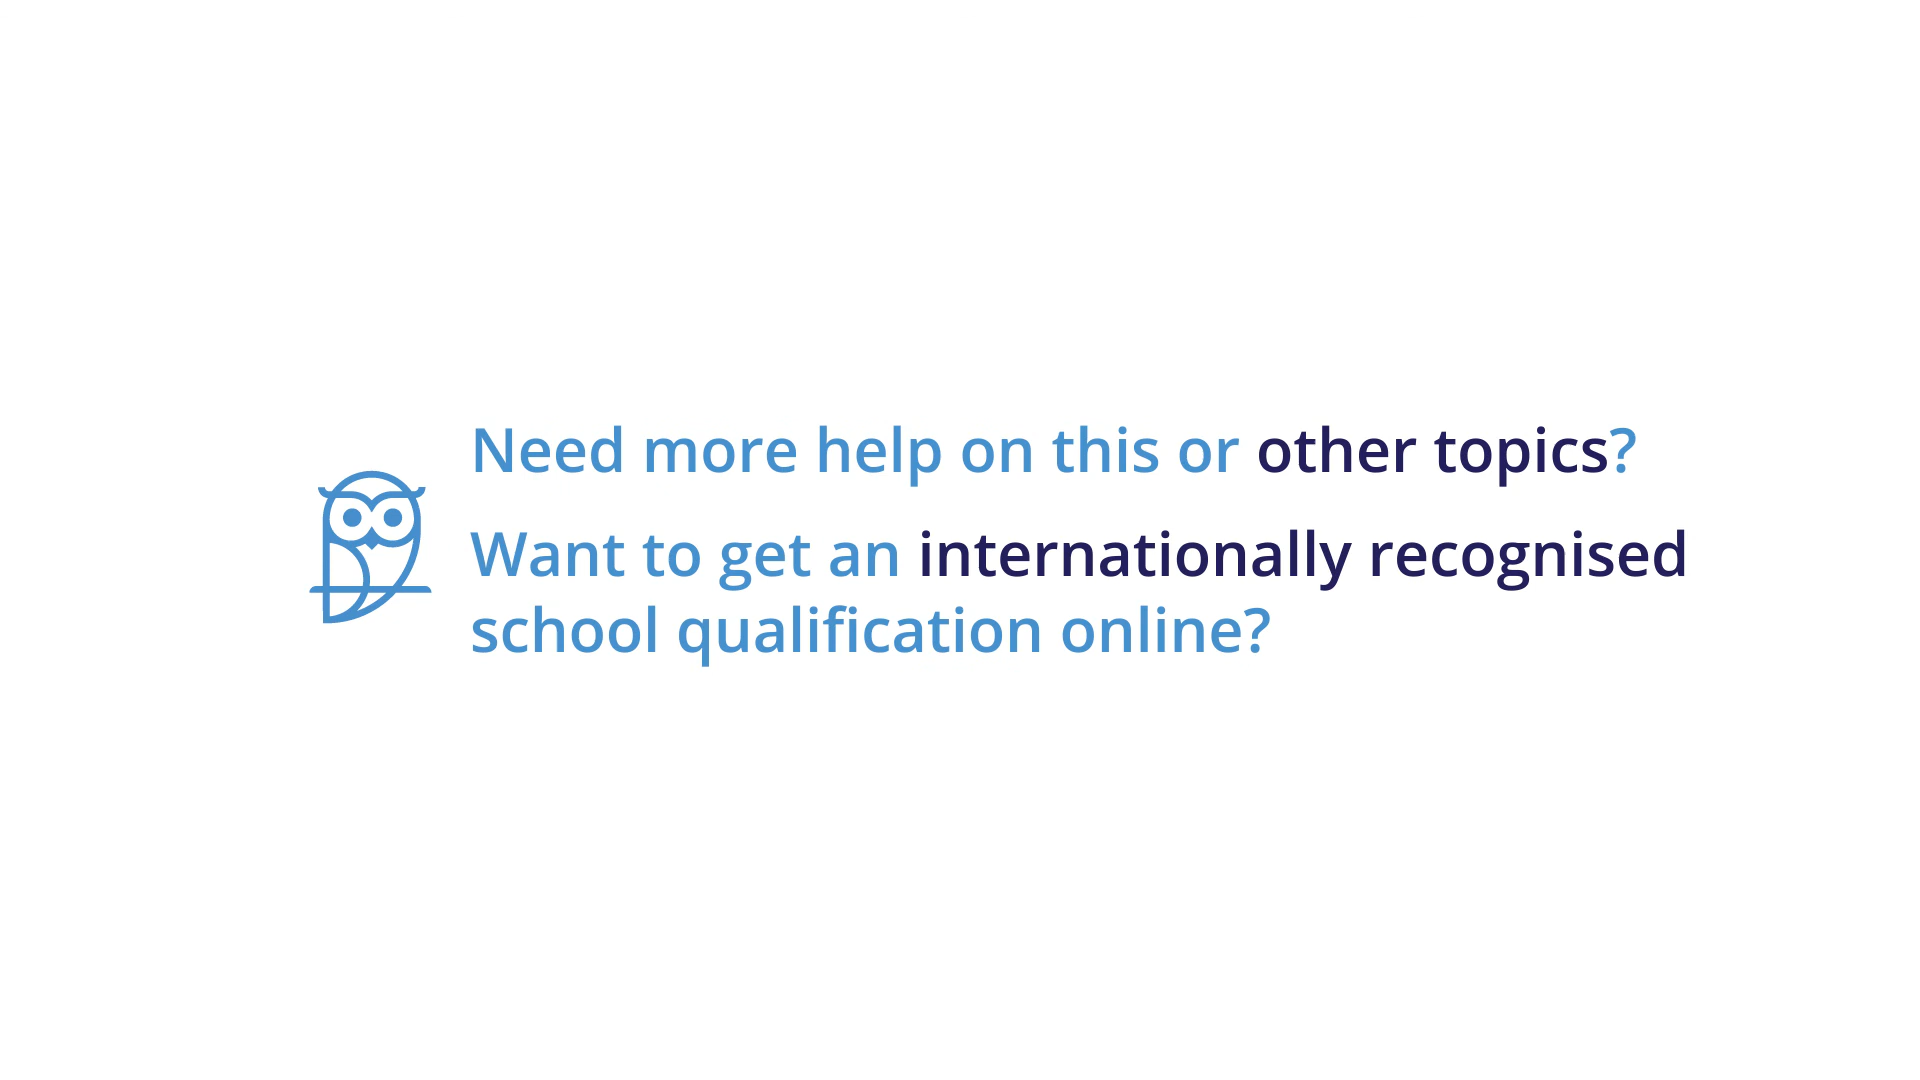 Need more help on this or other topics?
Want to get an internationally recognised
school qualification online?